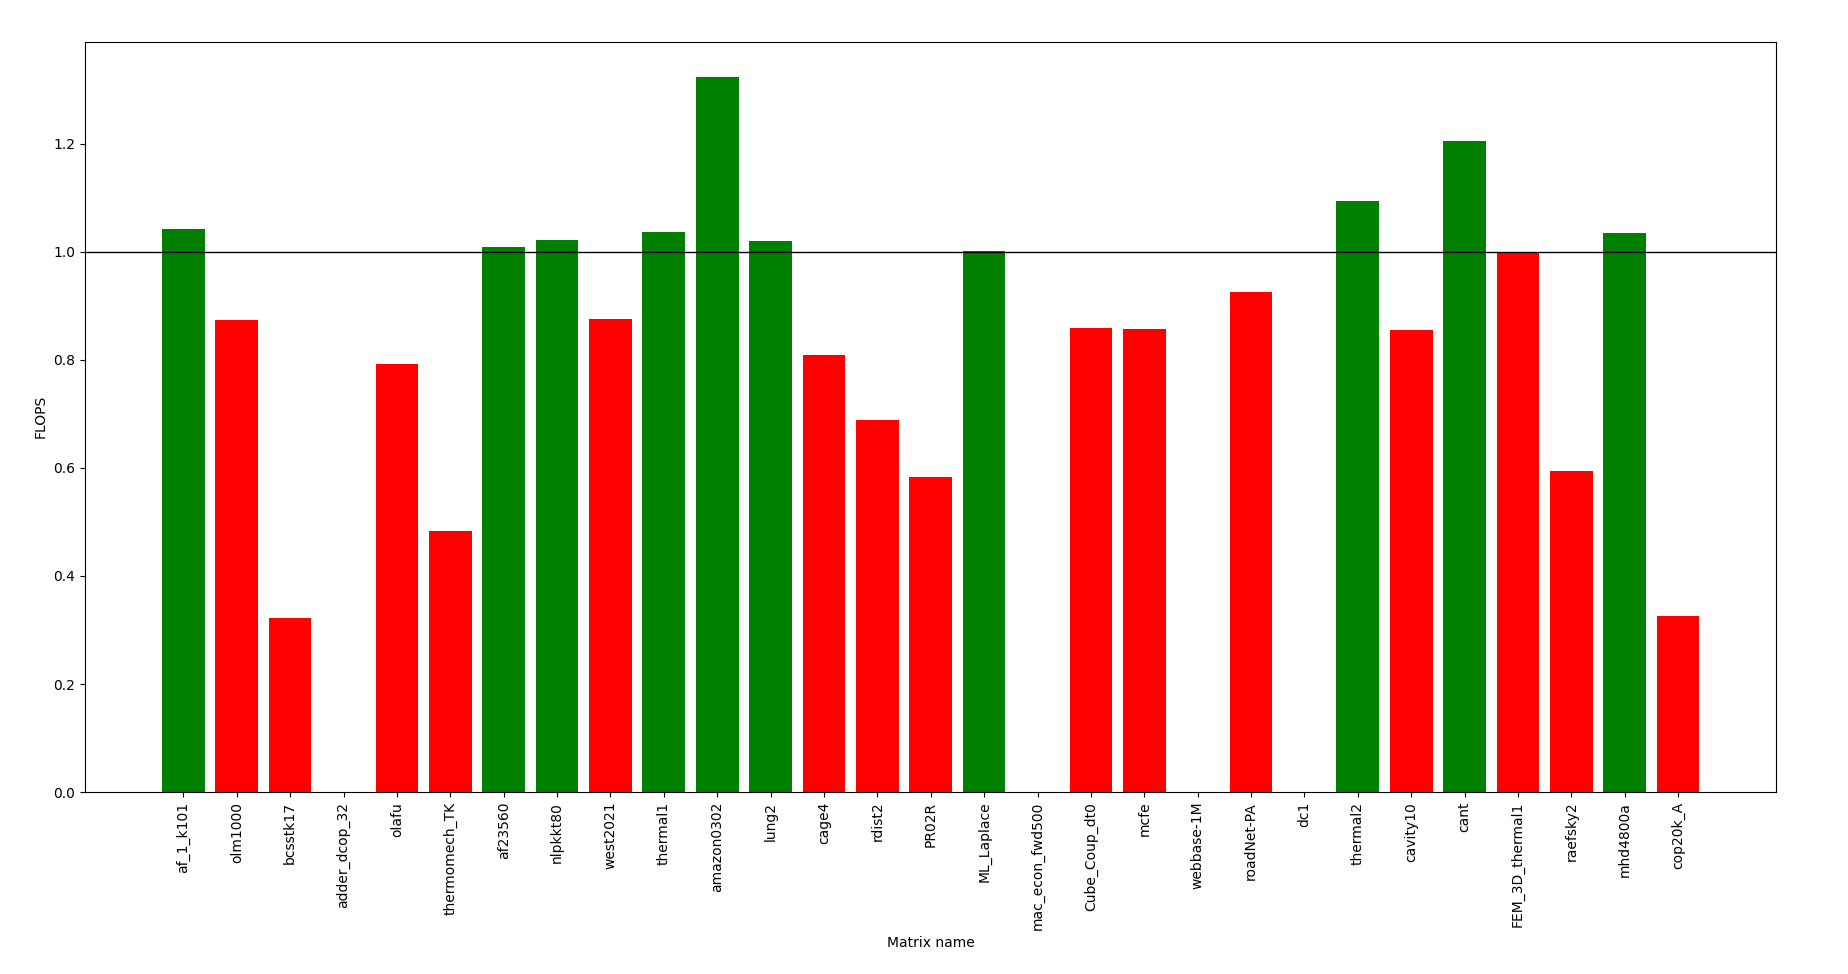 1.2
1.0
0.8
0.6
0.4
0.2
0.0
FLOPS
af_1_k101
olm1000
bcsstk17
adder_dcop_32
olafu
thermomech_TK
af23560
nlpkkt80
west2021
thermal1
amazon0302
lung2
cage4
rdist2
PR02R
ML_Laplace
mac_econ_fwd500
Cube_Coup_dt0
mcfe
webbase-1M
roadNet-PA
dc1
thermal2
cavity10
cant
FEM_3D_thermal1
raefsky2
mhd4800a
cop20k_A
Matrix name